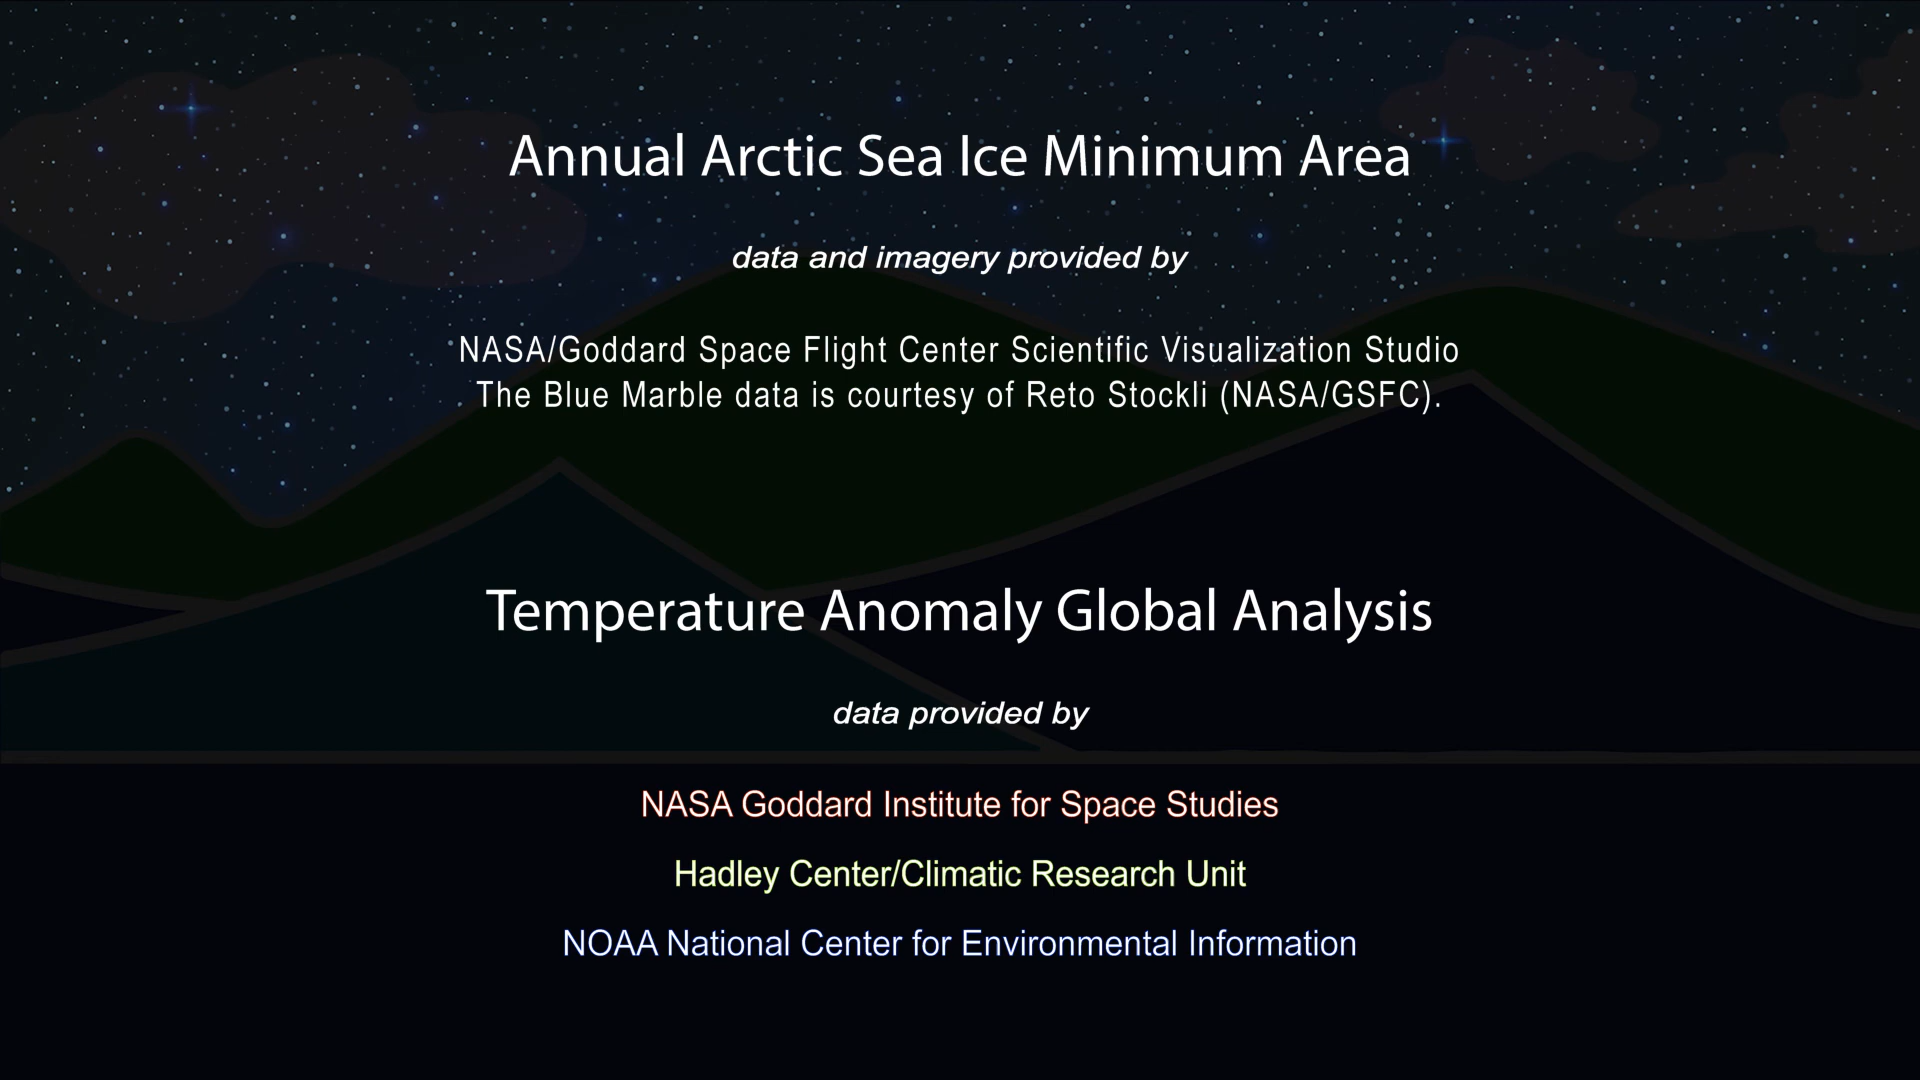 Annual Arctic Sea Ice Minimum Area
data and imagery provided by
NASA/Goddard Space Flight Center Scientific Visualization Studio
The Blue Marble data is courtesy of Reto Stockli (NASA/GSFC).
Temperature Anomaly Global Analysis
data provided by
NASA Goddard Institute for Space Studies
Hadley Center/Climatic Research Unit
NOAA National Center for Environmental Information